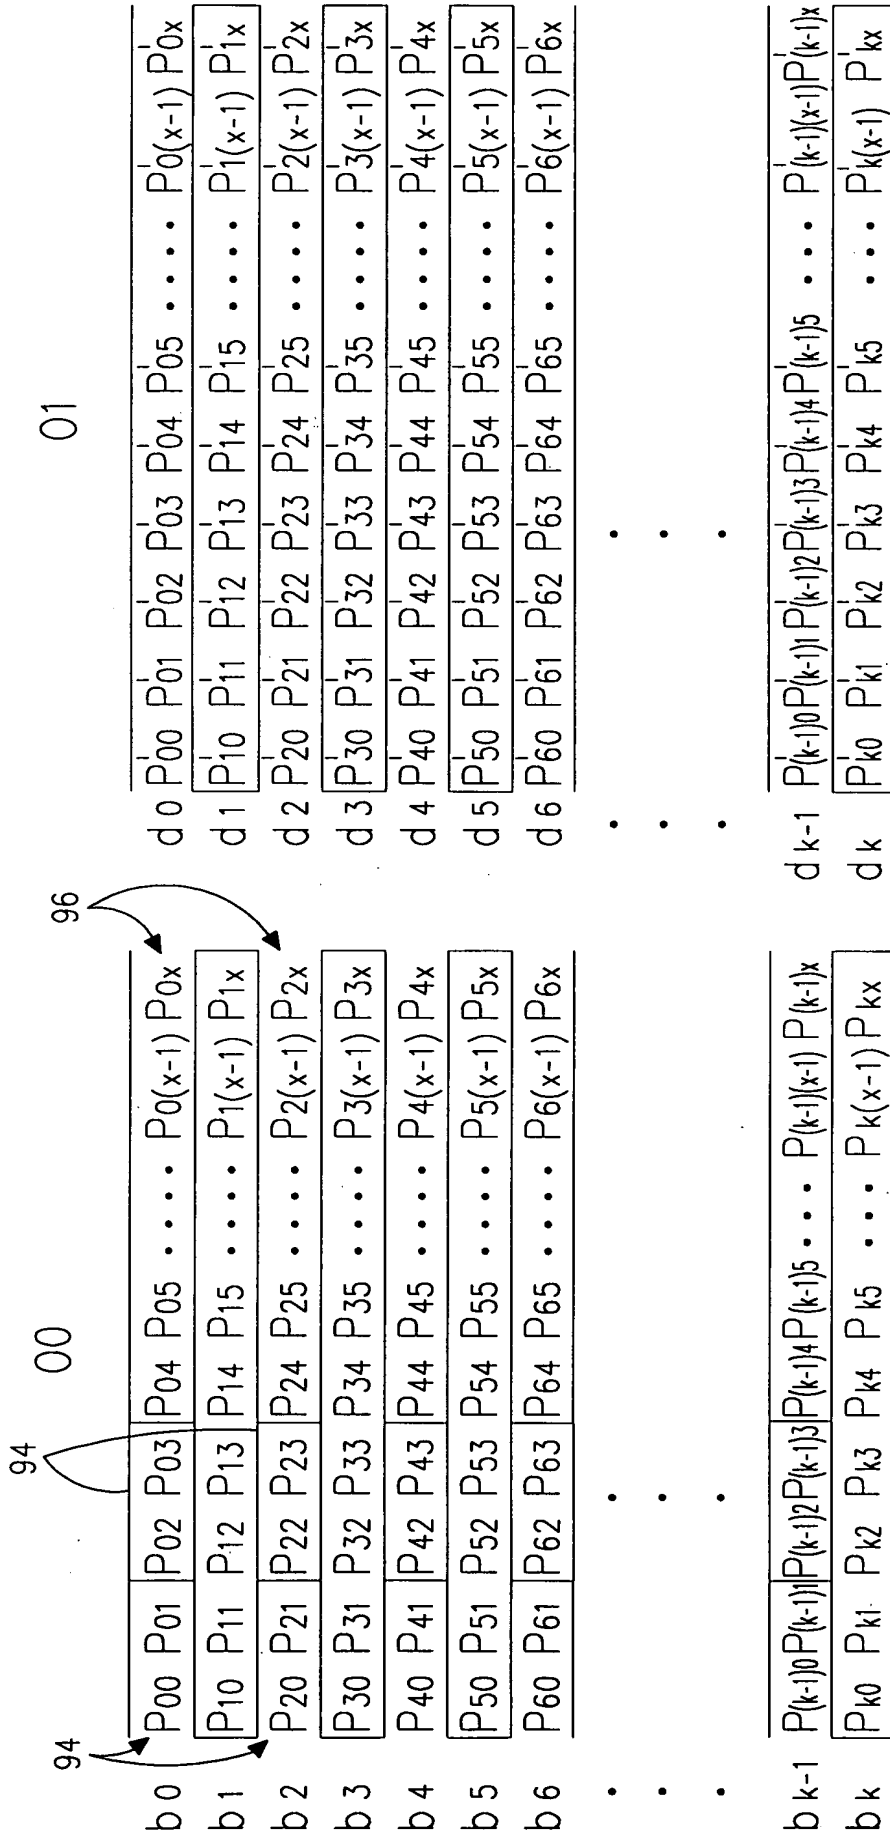 94
00 01
94 96
b0 P00 P01 P02 P03 P04 P05 .... P0(x-1) P0x d0 P'00 P'01 P'02 P'03 P'04 P'05 .... P'0(x-1) P'0x
b1 P10 P11 P12 P13 P14 P15 .... P1(x-1) P1x d1 P'10 P'11 P'12 P'13 P'14 P'15 .... P'1(x-1) P'1x
b2 P20 P21 P22 P23 P24 P25 .... P2(x-1) P2x d2 P'20 P'21 P'22 P'23 P'24 P'25 .... P'2(x-1) P'2x
b3 P30 P31 P32 P33 P34 P35 .... P3(x-1) P3x d3 P'30 P'31 P'32 P'33 P'34 P'35 .... P'3(x-1) P'3x
b4 P40 P41 P42 P43 P44 P45 .... P4(x-1) P4x d4 P'40 P'41 P'42 P'43 P'44 P'45 .... P'4(x-1) P'4x
b5 P50 P51 P52 P53 P54 P55 .... P5(x-1) P5x d5 P'50 P'51 P'52 P'53 P'54 P'55 .... P'5(x-1) P'5x
b6 P60 P61 P62 P63 P64 P65 .... P6(x-1) P6x d6 P'60 P'61 P'62 P'63 P'64 P'65 .... P'6(x-1) P'6x
. . . .
. . . .
. . . .
bk-1 P(k-1)0 P(k-1)1 P(k-1)2 P(k-1)3 P(k-1)4 P(k-1)5 ... P(k-1)(x-1) P(k-1)x dk-1 P'(k-1)0 P'(k-1)1 P'(k-1)2 P'(k-1)3 P'(k-1)4 P'(k-1)5 ... P'(k-1)(x-1) P'(k-1)x
bk Pk0 Pk1 Pk2 Pk3 Pk4 Pk5 ... Pk(x-1) Pkx dk P'k0 P'k1 P'k2 P'k3 P'k4 P'k5 ... P'k(x-1) P'kx